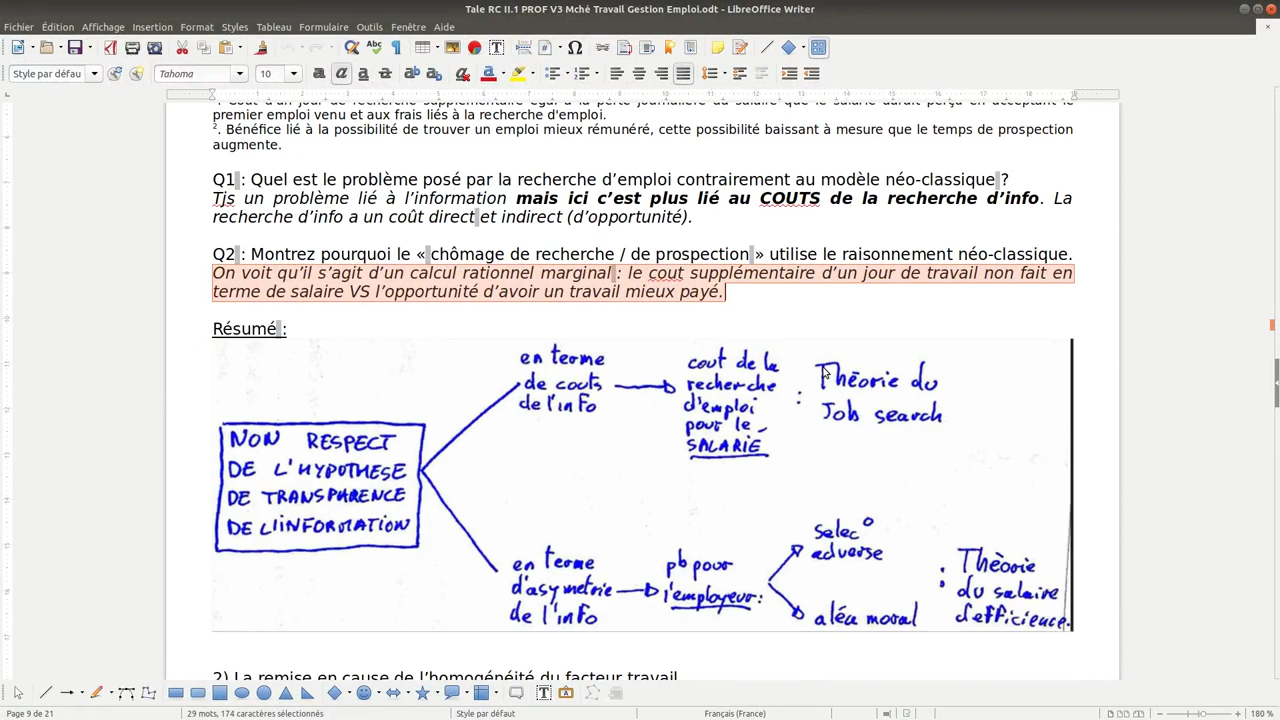 Tale RC II.1 PROF V3 Mché Travail Gestion Emploi.odt - LibreOffice Writer
Fichier Édition Affichage Insertion Format Styles Tableau Formulaire Outils Fenêtre Aide
Style par défau Tahoma 10
premier emploi venu et aux frais liés à la recherche d'emploi.
2. Bénéfice lié à la possibilité de trouver un emploi mieux rémunéré, cette possibilité baissant à mesure que le temps de prospection
augmente.
Q1 : Quel est le problème posé par la recherche d’emploi contrairement au modèle néo-classique ?
Tjs un problème lié à l’information mais ici c’est plus lié au COUTS de la recherche d’info. La
recherche d’info a un coût direct et indirect (d’opportunité).
Q2 : Montrez pourquoi le « chômage de recherche / de prospection » utilise le raisonnement néo-classique.
On voit qu’il s’agit d’un calcul rationnel marginal : le cout supplémentaire d’un jour de travail non fait en
terme de salaire VS l’opportunité d’avoir un travail mieux payé.
Résumé :
NON RESPECT
DE L'HYPOTHESE
DE TRANSPARENCE
DE L'INFORMATION
en terme
de couts
de l'info
cout de la
recherche
d'emploi
pour le
SALARIE
: Théorie du
Job search
en terme
d'asymetrie
de l'info
pb pour
l'employeur:
selec°
adverse
aléa moral
: Théorie
du salaire
d'efficience.
2) La remise en cause de l’homogénéité du facteur travail
Page 9 de 21 29 mots, 174 caractères sélectionnés Style par défaut Français (France) 180 %